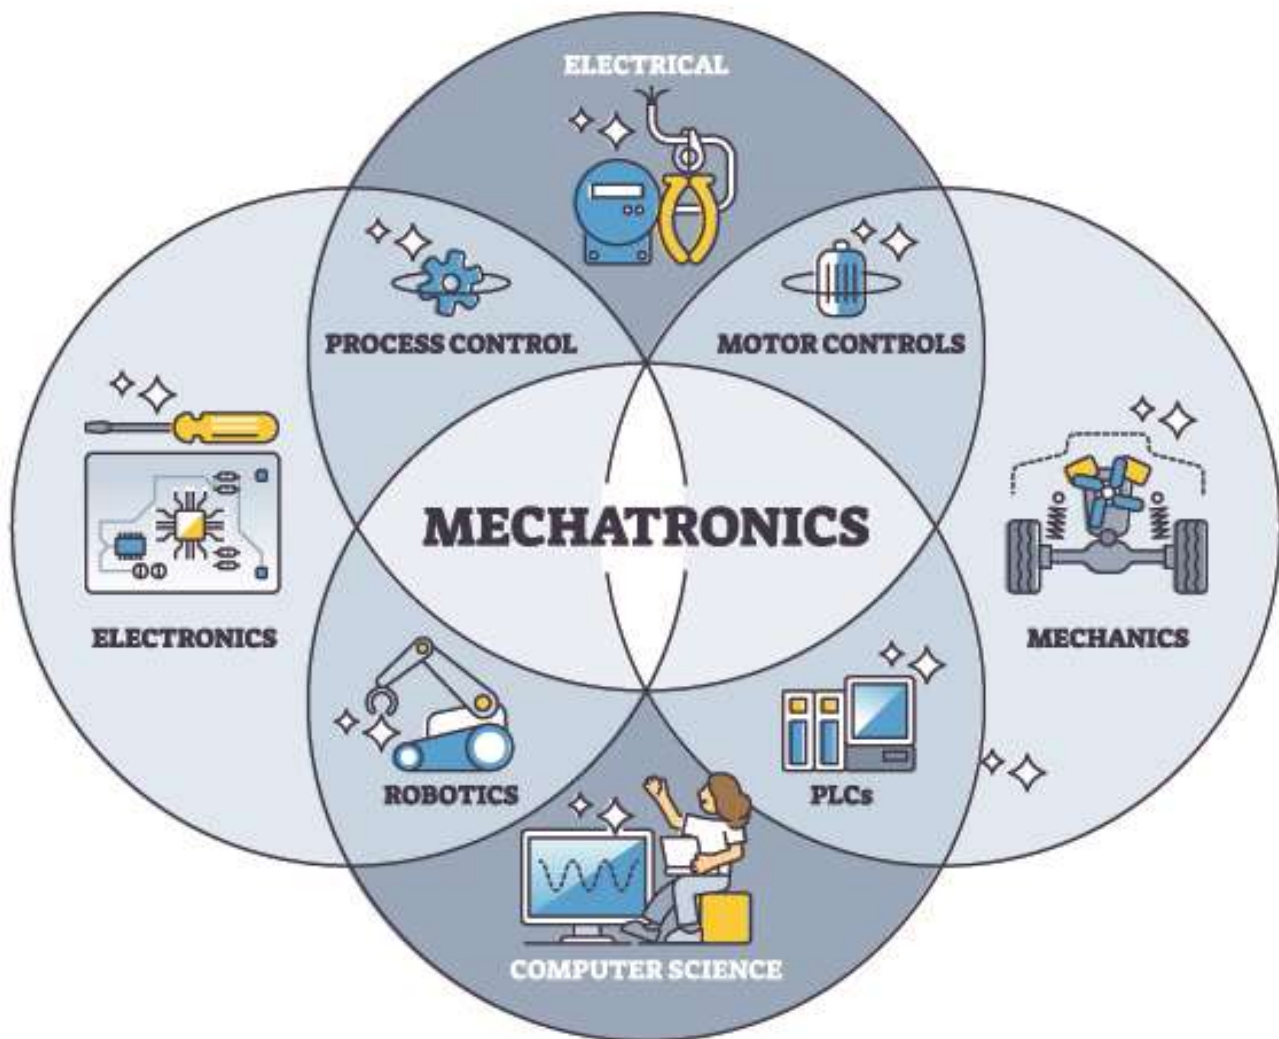 ELECTRICAL
PROCESS CONTROL
MOTOR CONTROLS
MECHATRONICS
ELECTRONICS
MECHANICS
ROBOTICS
PLCs
COMPUTER SCIENCE